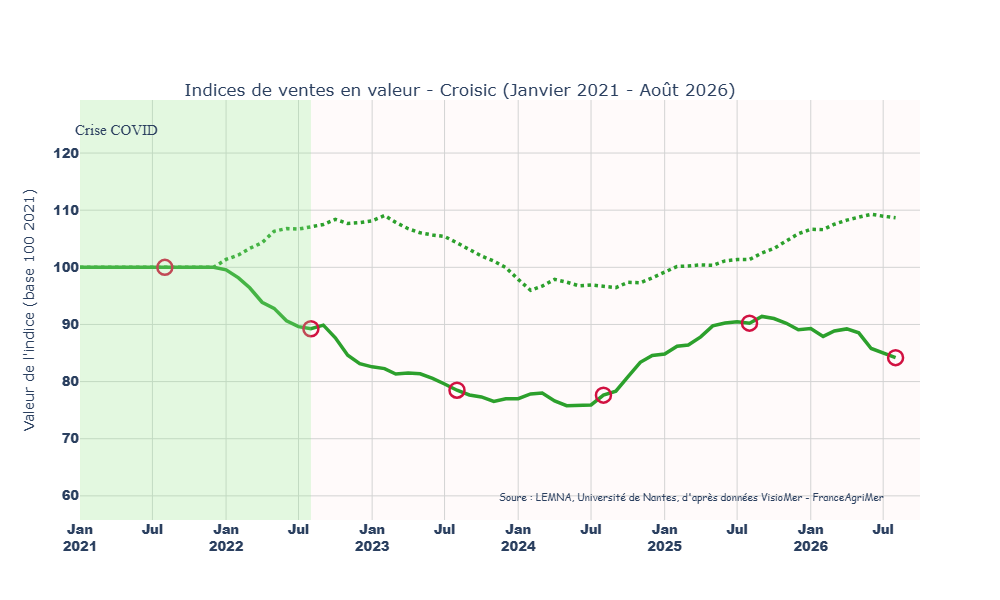 Indices de ventes en valeur - Croisic (Janvier 2021 - Août 2026)
Crise COVID
Valeur de l'indice (base 100 2021)
120
110
100
90
80
70
60
Soure : LEMNA, Université de Nantes, d'après données VisioMer - FranceAgriMer
Jan Jul Jan Jul Jan Jul Jan Jul Jan Jul Jan Jul
2021 2022 2023 2024 2025 2026